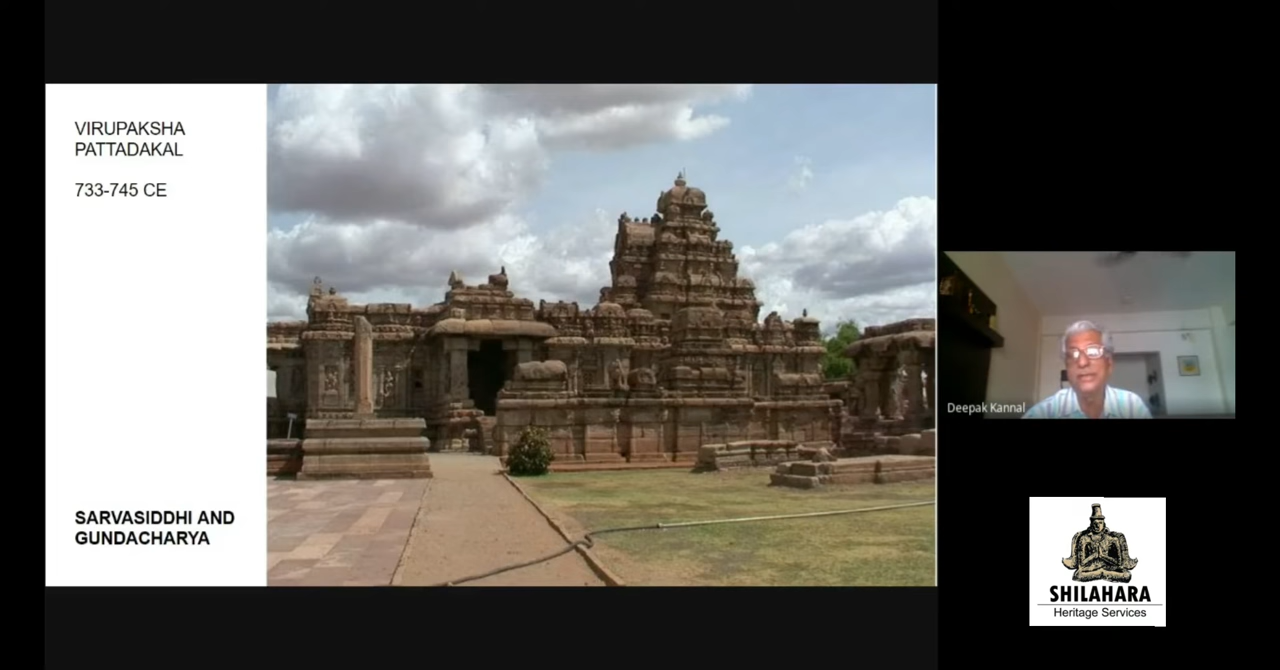 VIRUPAKSHA
PATTADAKAL
733-745 CE
SARVASIDDHI AND
GUNDACHARYA
Deepak Kannal
SHILAHARA
Heritage Services